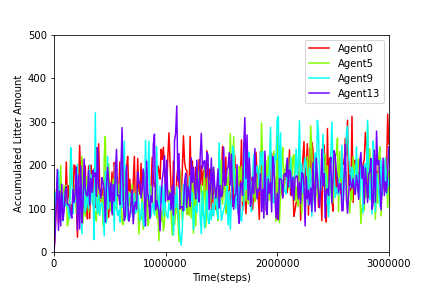 500
400
300
200
100
0
Accumulated Litter Amount
Agent0
Agent5
Agent9
Agent13
0
1000000
2000000
3000000
Time(steps)